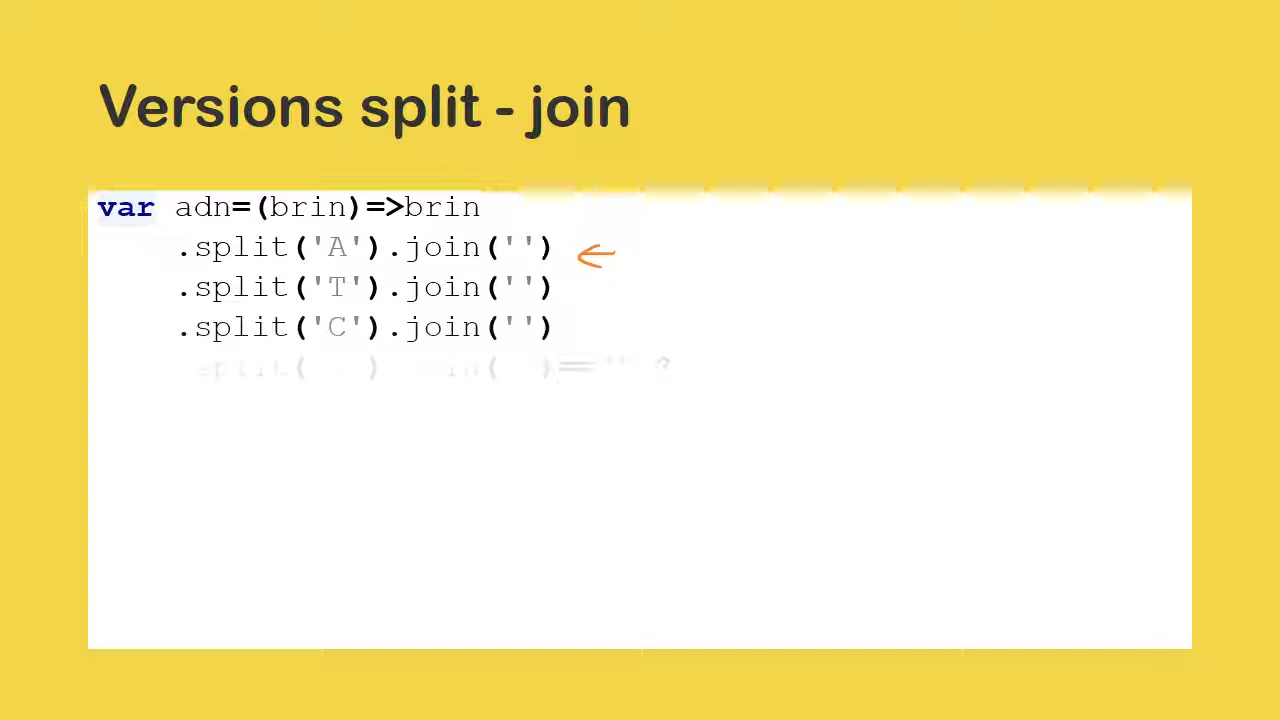 Versions split - join
var adn=(brin)=>brin
.split('A').join('')
.split('T').join('')
.split('C').join('')